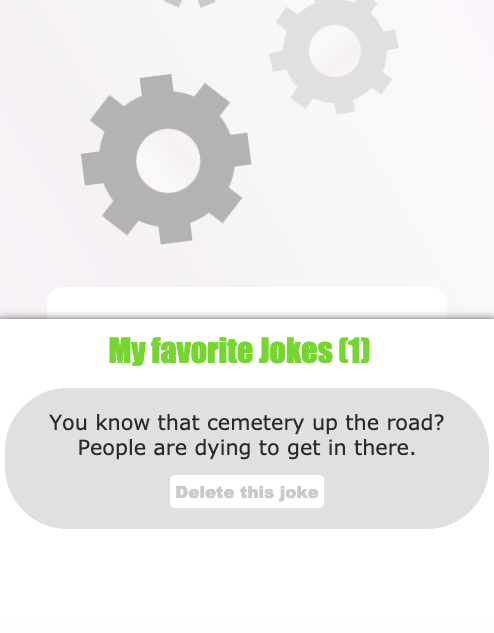 My favorite Jokes (1)
You know that cemetery up the road?
People are dying to get in there.
Delete this joke